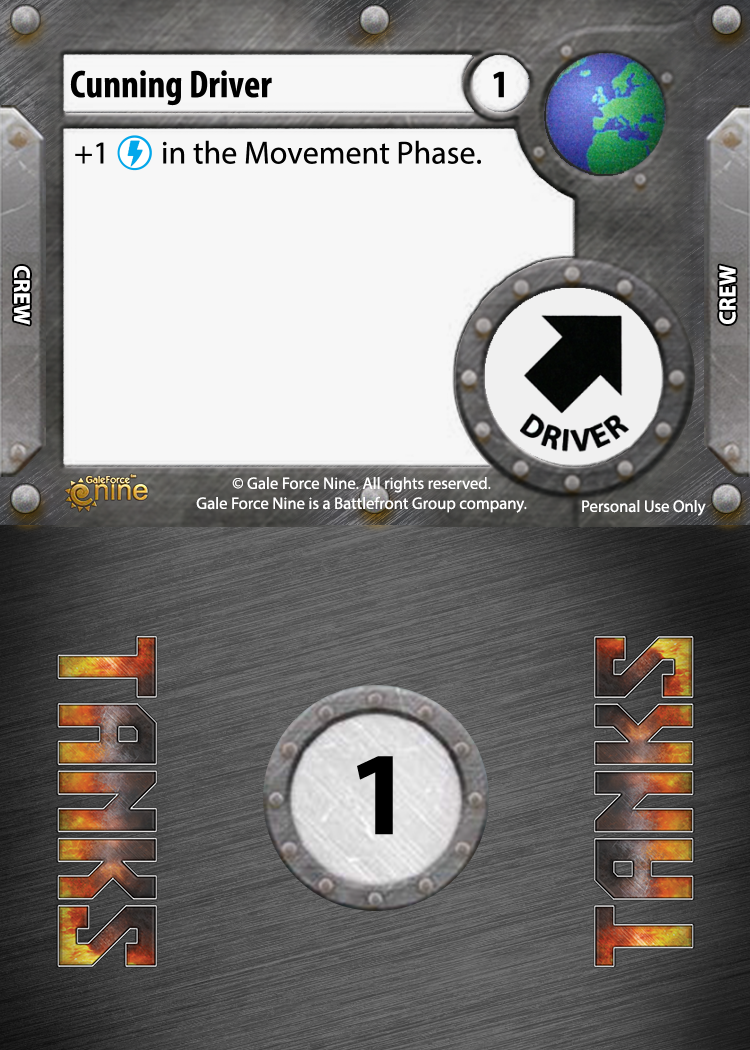 Cunning Driver
1
+1 in the Movement Phase.
CREW
CREW
DRIVER
GaleForce™
nine
© Gale Force Nine. All rights reserved.
Gale Force Nine is a Battlefront Group company.
Personal Use Only
TANKS
1
TANKS